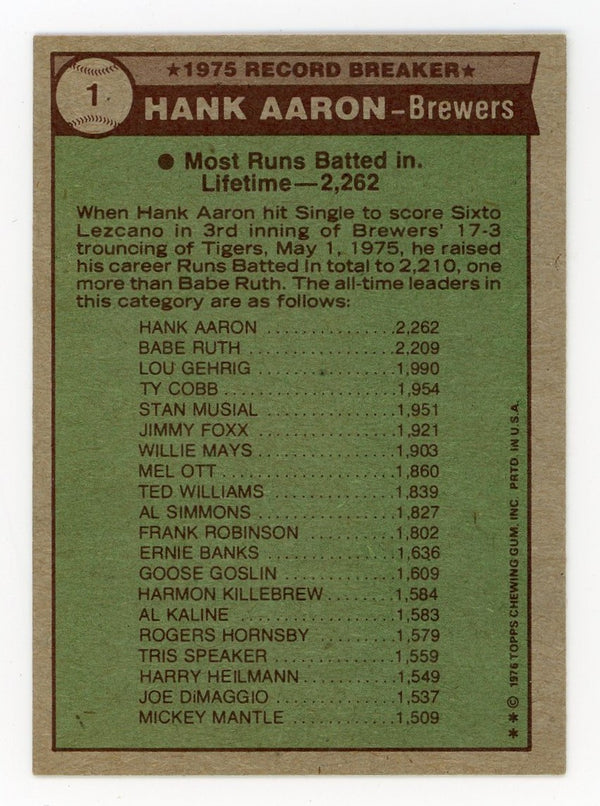 1
★1975 RECORD BREAKER★
HANK AARON–Brewers
● Most Runs Batted in.
Lifetime—2,262
When Hank Aaron hit Single to score Sixto
Lezcano in 3rd inning of Brewers' 17-3
trouncing of Tigers, May 1, 1975, he raised
his career Runs Batted In total to 2,210, one
more than Babe Ruth. The all-time leaders in
this category are as follows:
HANK AARON ...............2,262
BABE RUTH ................2,209
LOU GEHRIG ...............1,990
TY COBB ..................1,954
STAN MUSIAL ..............1,951
JIMMY FOXX ...............1,921
WILLIE MAYS ..............1,903
MEL OTT ..................1,860
TED WILLIAMS .............1,839
AL SIMMONS ...............1,827
FRANK ROBINSON ...........1,802
ERNIE BANKS ..............1,636
GOOSE GOSLIN .............1,609
HARMON KILLEBREW .........1,584
AL KALINE ................1,583
ROGERS HORNSBY ...........1,579
TRIS SPEAKER .............1,559
HARRY HEILMANN ...........1,549
JOE DiMAGGIO .............1,537
MICKEY MANTLE ............1,509
** © 1976 TOPPS CHEWING GUM, INC. PRTD. IN U.S.A.